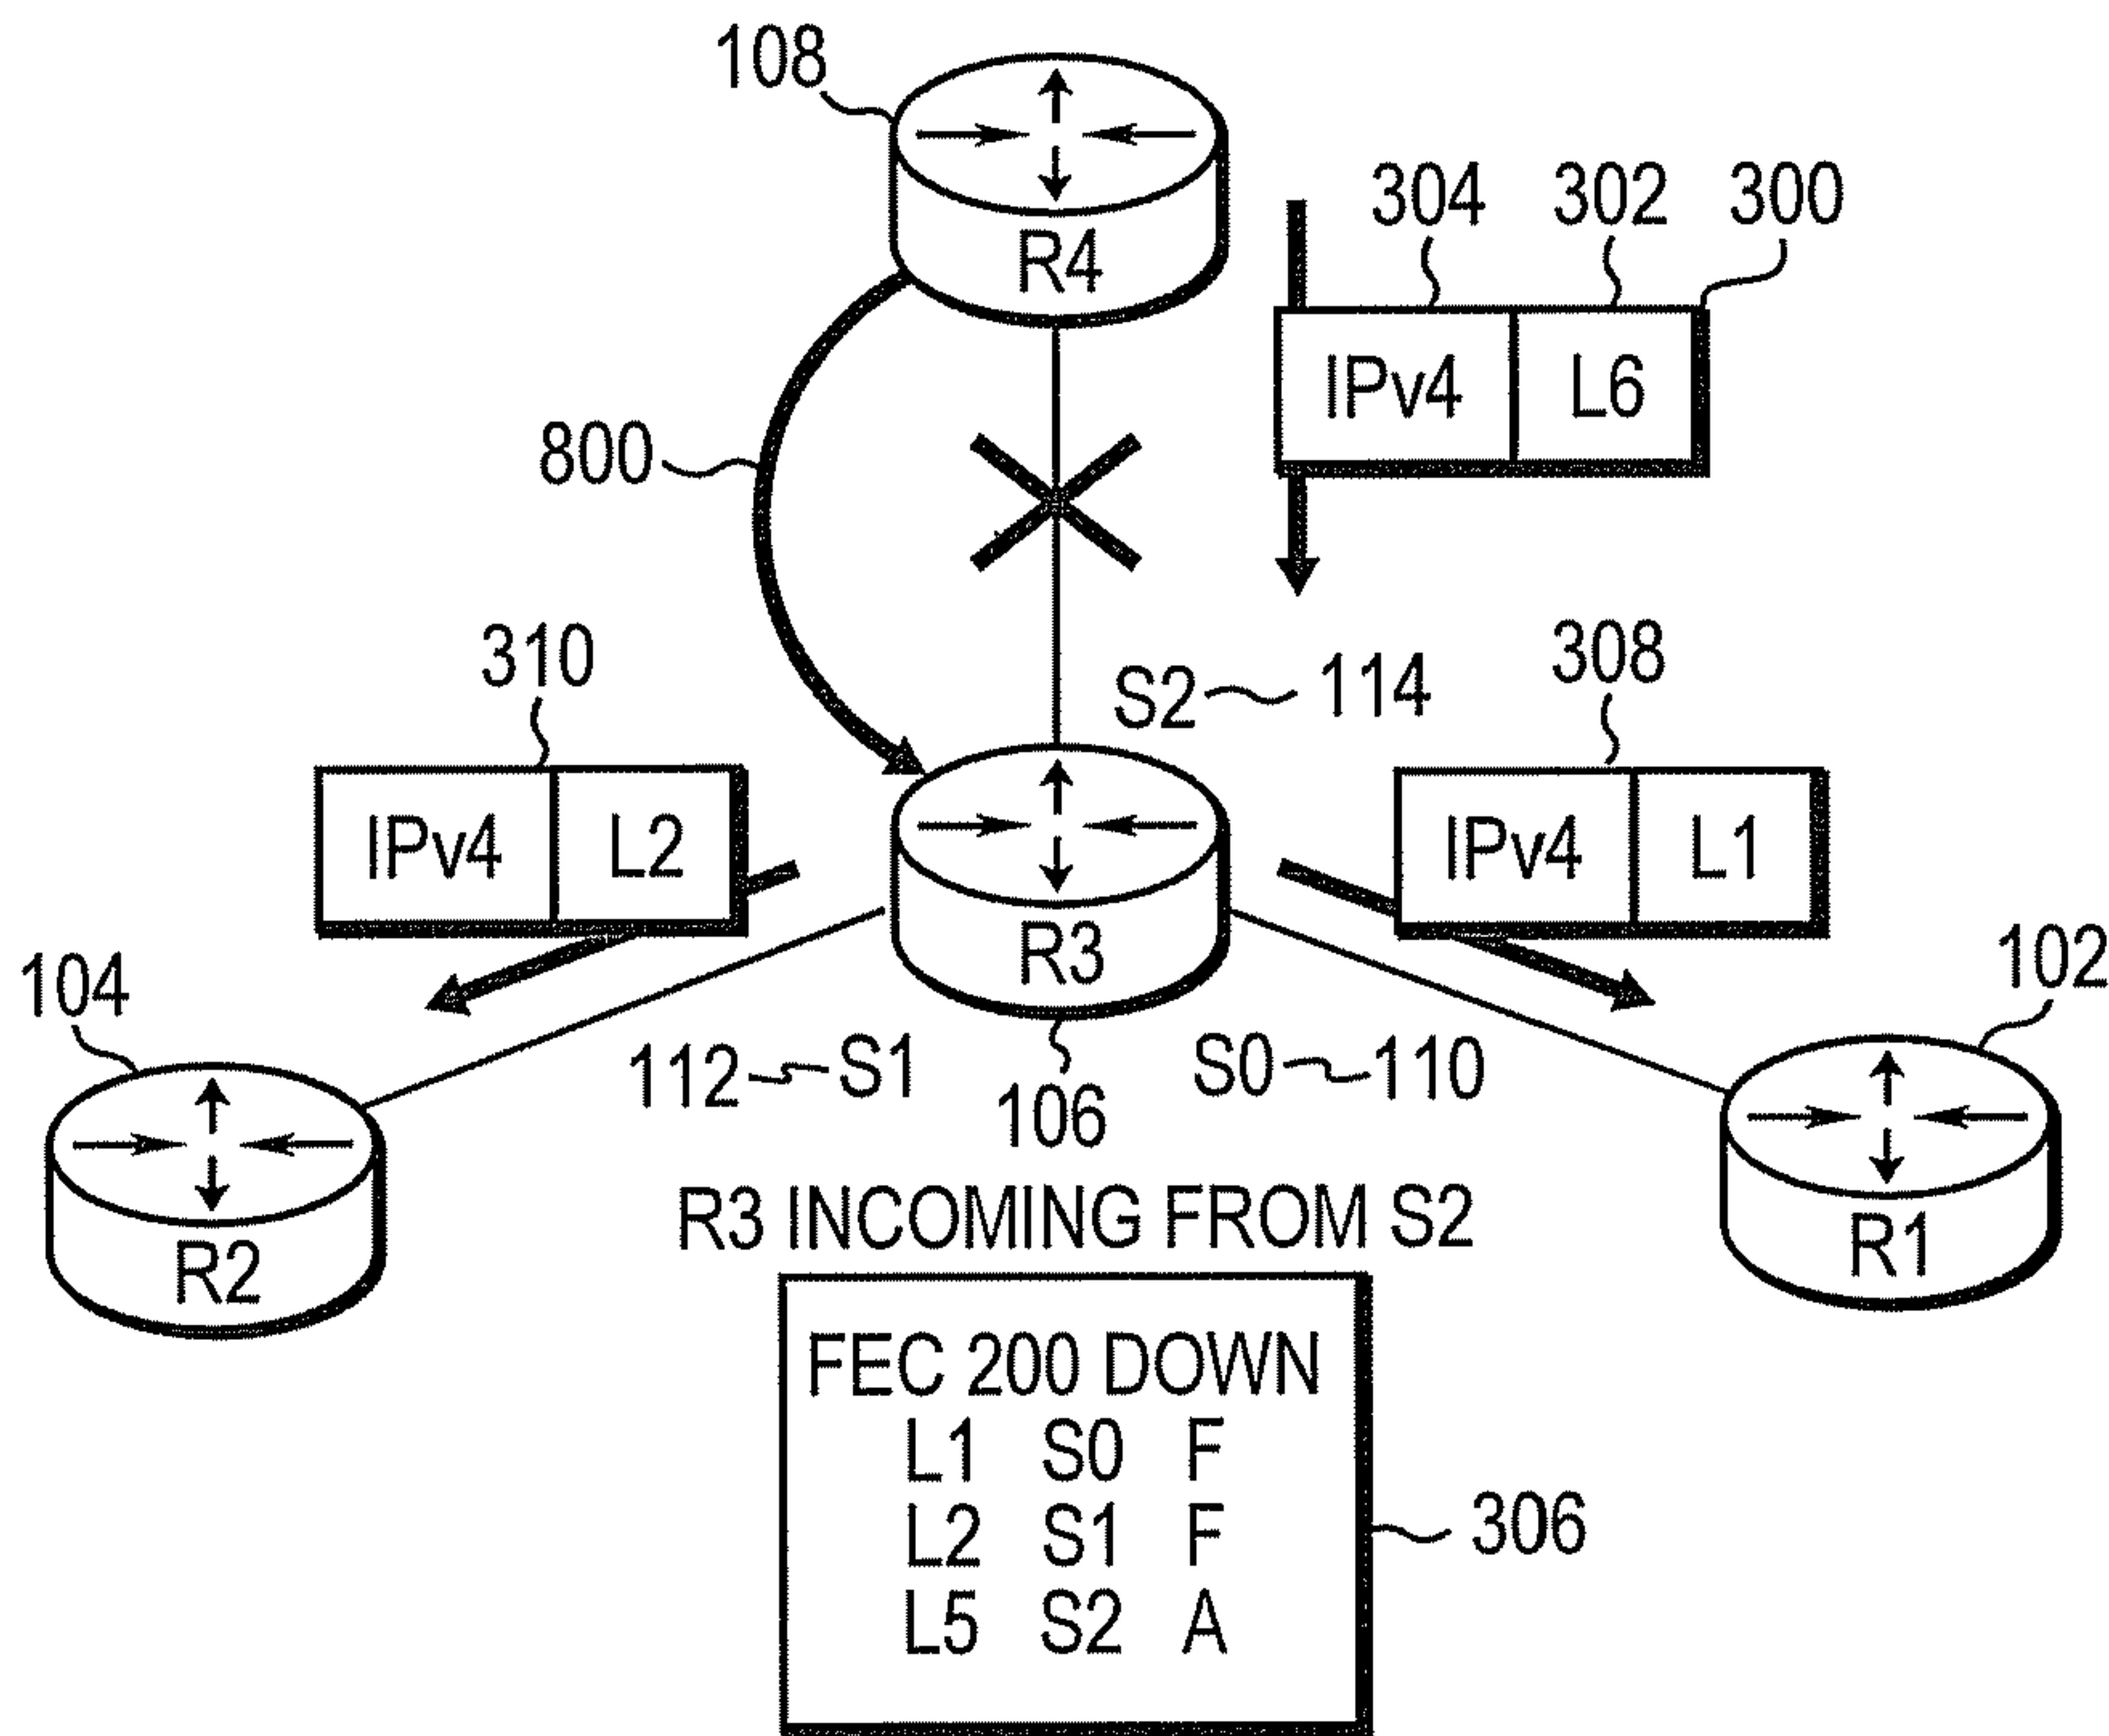 108
R4
304 302 300
IPv4 L6
800
S2 114
310
308
IPv4 L2
IPv4 L1
R3
104
102
112 S1
S0 110
106
R2
R1
R3 INCOMING FROM S2
FEC 200 DOWN
L1 S0 F
L2 S1 F
L5 S2 A
306